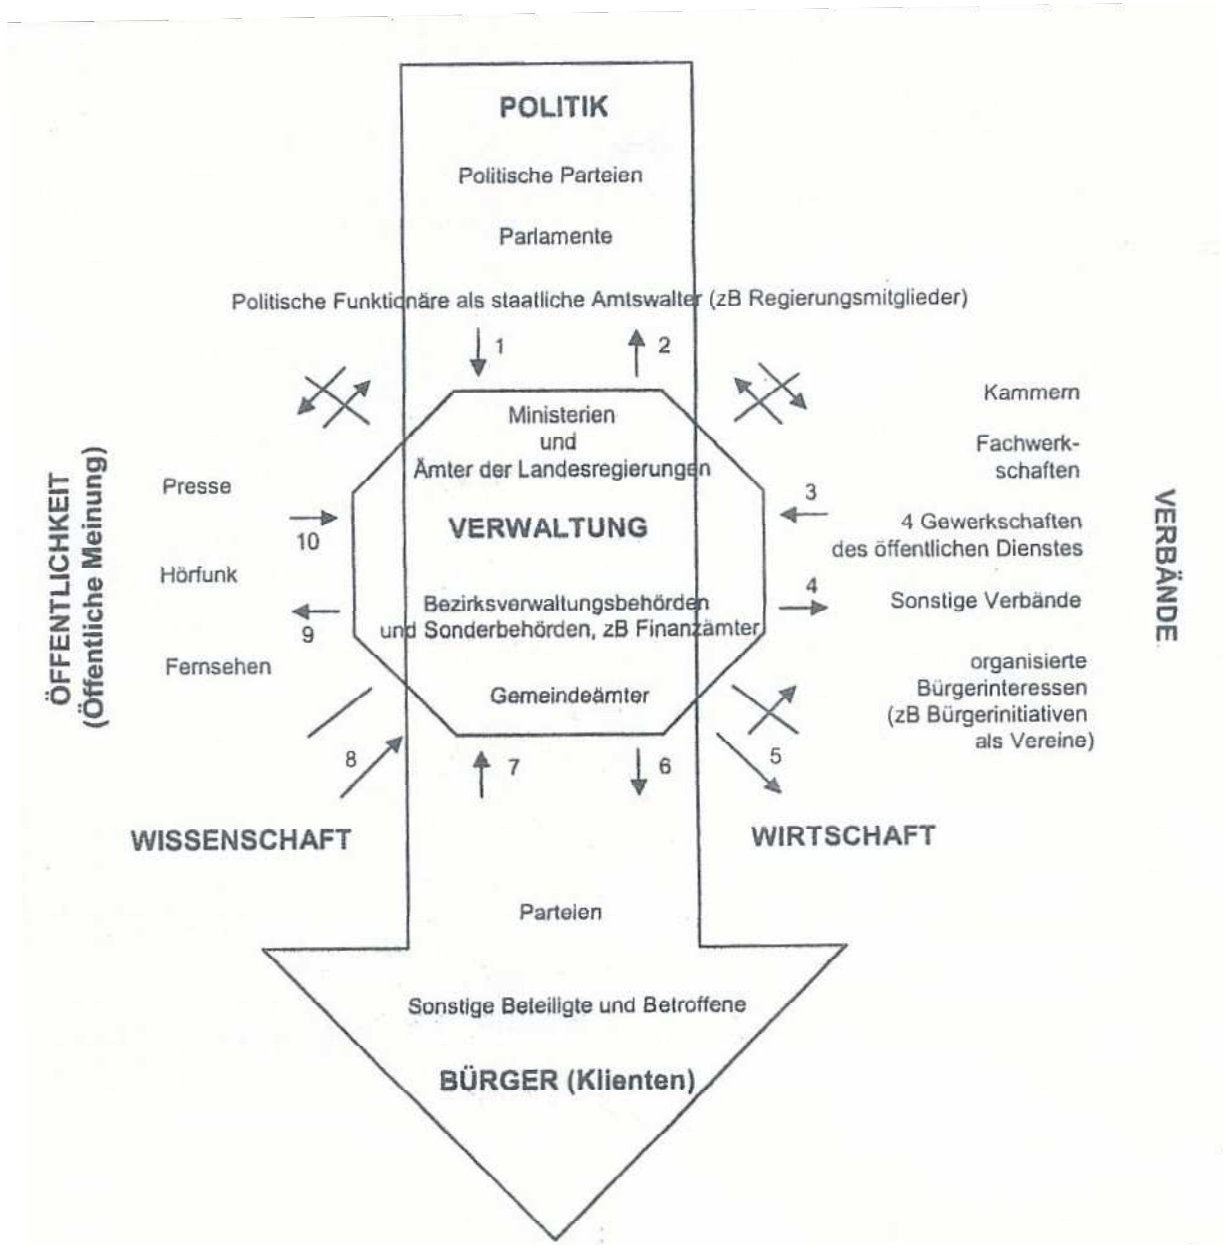 POLITIK
Politische Parteien
Parlamente
Politische Funktionäre als staatliche Amtswalter (zB Regierungsmitglieder)
1
2
Ministerien
und
Ämter der Landesregierungen
VERWALTUNG
Bezirksverwaltungsbehörden
und Sonderbehörden, zB Finanzämter
Gemeindeämter
ÖFFENTLICHKEIT
(Öffentliche Meinung)
Presse
10
Hörfunk
9
Fernsehen
8
7
6
5
3
4
Kammern
Fachwerk-
schaften
4 Gewerkschaften
des öffentlichen Dienstes
Sonstige Verbände
organisierte
Bürgerinteressen
(zB Bürgerinitiativen
als Vereine)
VERBÄNDE
WISSENSCHAFT
WIRTSCHAFT
Parteien
Sonstige Beteiligte und Betroffene
BÜRGER (Klienten)